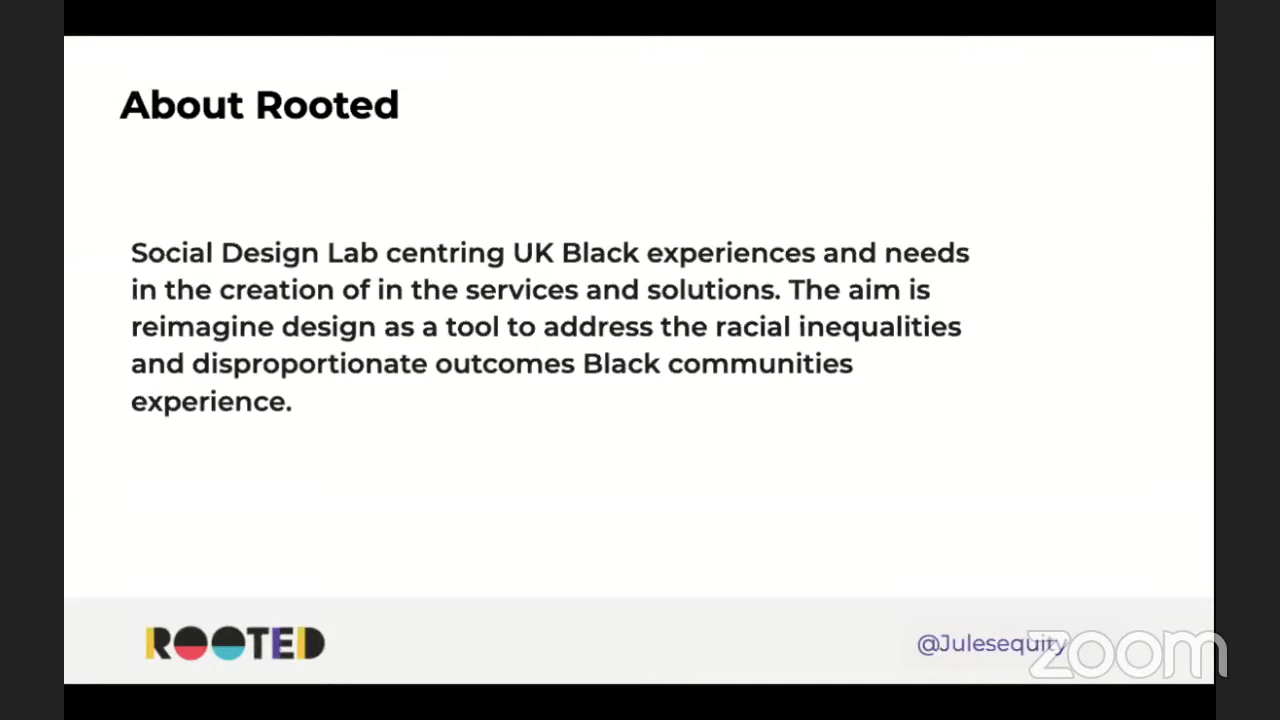 About Rooted
Social Design Lab centring UK Black experiences and needs
in the creation of in the services and solutions. The aim is
reimagine design as a tool to address the racial inequalities
and disproportionate outcomes Black communities
experience.
ROOTED
@Julesequity
zoom